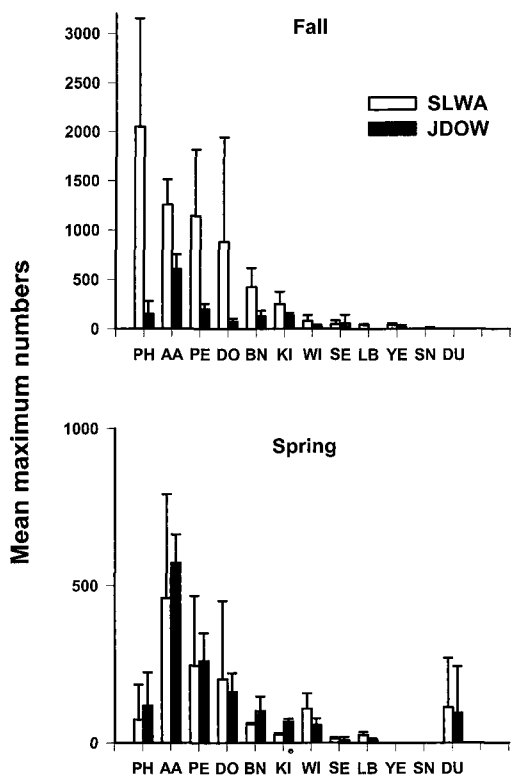 Mean maximum numbers
Fall
3000
2500
2000
1500
1000
500
0
SLWA
JDOW
PH AA PE DO BN KI WI SE LB YE SN DU
Spring
1000
500
0
PH AA PE DO BN KI WI SE LB YE SN DU